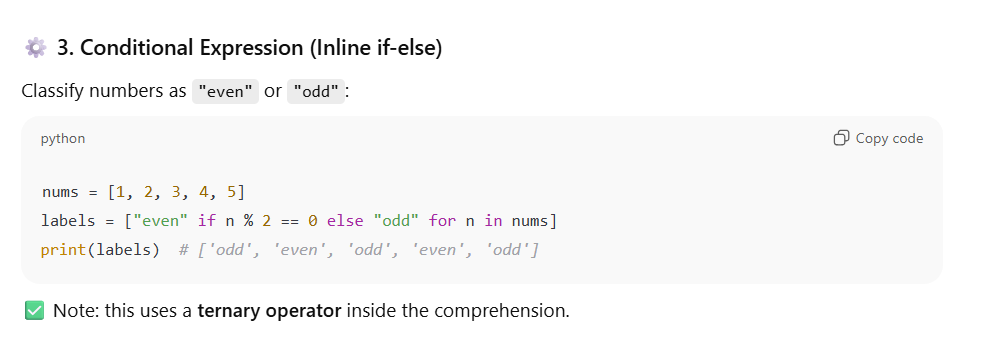 ⚙️ 3. Conditional Expression (Inline if-else)
Classify numbers as "even" or "odd":
python
Copy code
nums = [1, 2, 3, 4, 5]
labels = ["even" if n % 2 == 0 else "odd" for n in nums]
print(labels)  # ['odd', 'even', 'odd', 'even', 'odd']
✅ Note: this uses a ternary operator inside the comprehension.